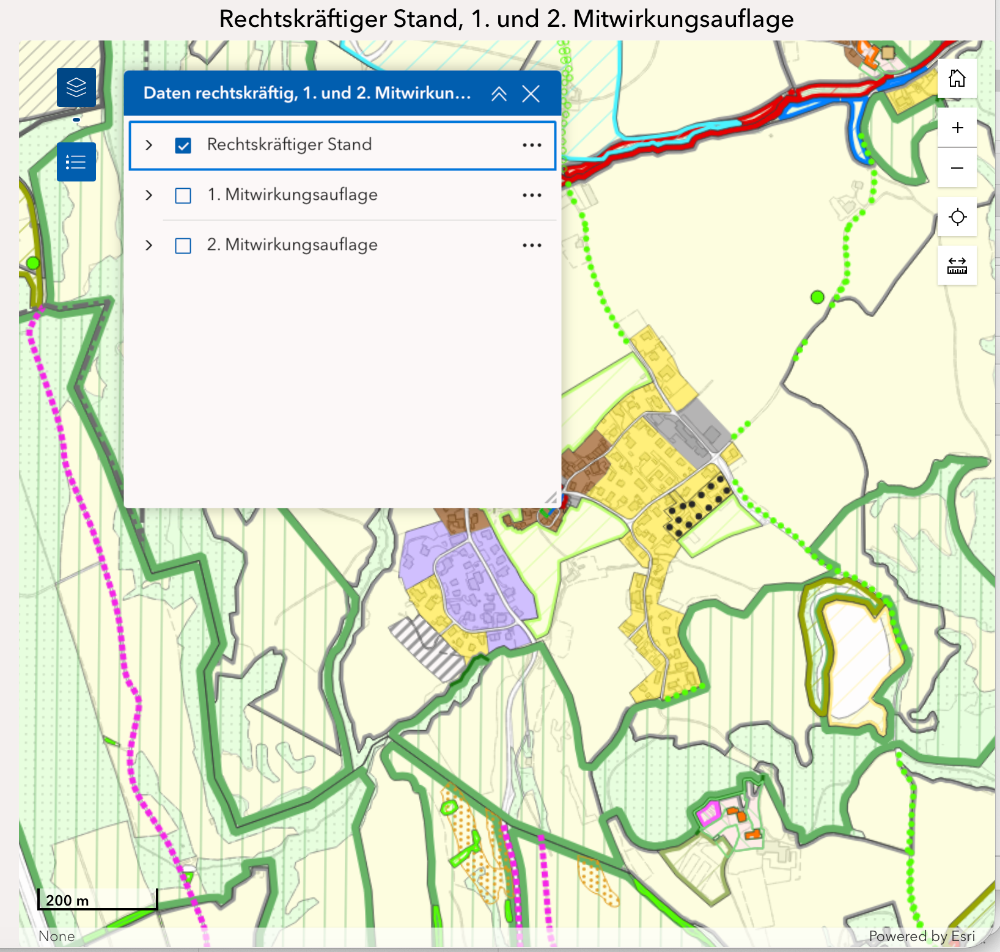 Rechtskräftiger Stand, 1. und 2. Mitwirkungsauflage
Daten rechtskräftig, 1. und 2. Mitwirkun...
Rechtskräftiger Stand
1. Mitwirkungsauflage
2. Mitwirkungsauflage
200 m
None
Powered by Esri